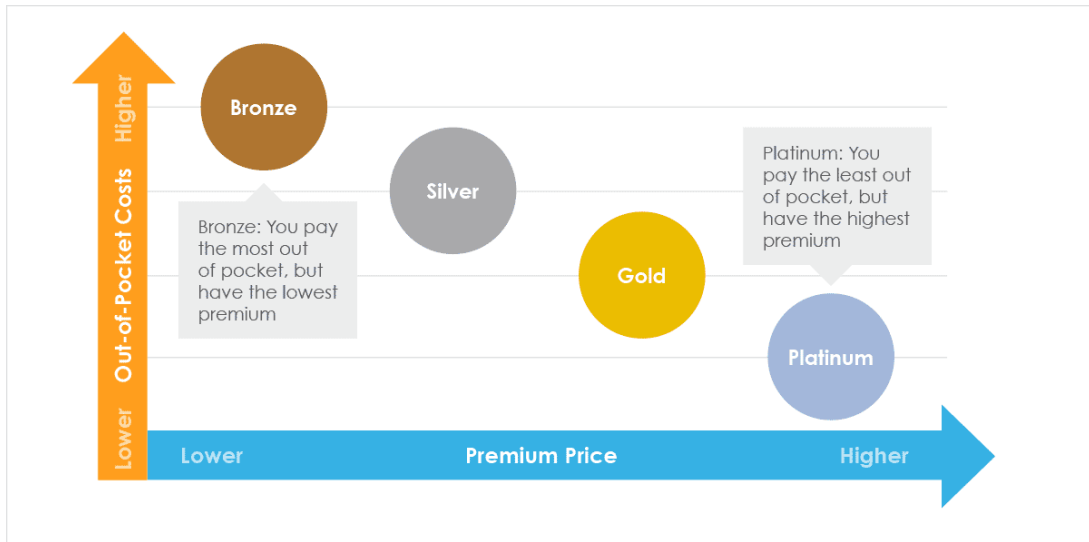 Higher
Out-of-Pocket Costs
Lower
Bronze
Bronze: You pay
the most out
of pocket, but
have the lowest
premium
Silver
Gold
Platinum: You
pay the least out
of pocket, but
have the highest
premium
Platinum
Lower
Premium Price
Higher